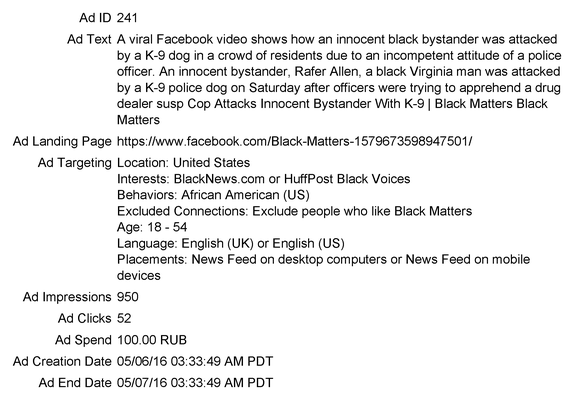 Ad ID 241
Ad Text A viral Facebook video shows how an innocent black bystander was attacked
by a K-9 dog in a crowd of residents due to an incompetent attitude of a police
officer. An innocent bystander, Rafer Allen, a black Virginia man was attacked
by a K-9 police dog on Saturday after officers were trying to apprehend a drug
dealer susp Cop Attacks Innocent Bystander With K-9 | Black Matters Black
Matters
Ad Landing Page https://www.facebook.com/Black-Matters-1579673598947501/
Ad Targeting Location: United States
Interests: BlackNews.com or HuffPost Black Voices
Behaviors: African American (US)
Excluded Connections: Exclude people who like Black Matters
Age: 18 - 54
Language: English (UK) or English (US)
Placements: News Feed on desktop computers or News Feed on mobile
devices
Ad Impressions 950
Ad Clicks 52
Ad Spend 100.00 RUB
Ad Creation Date 05/06/16 03:33:49 AM PDT
Ad End Date 05/07/16 03:33:49 AM PDT